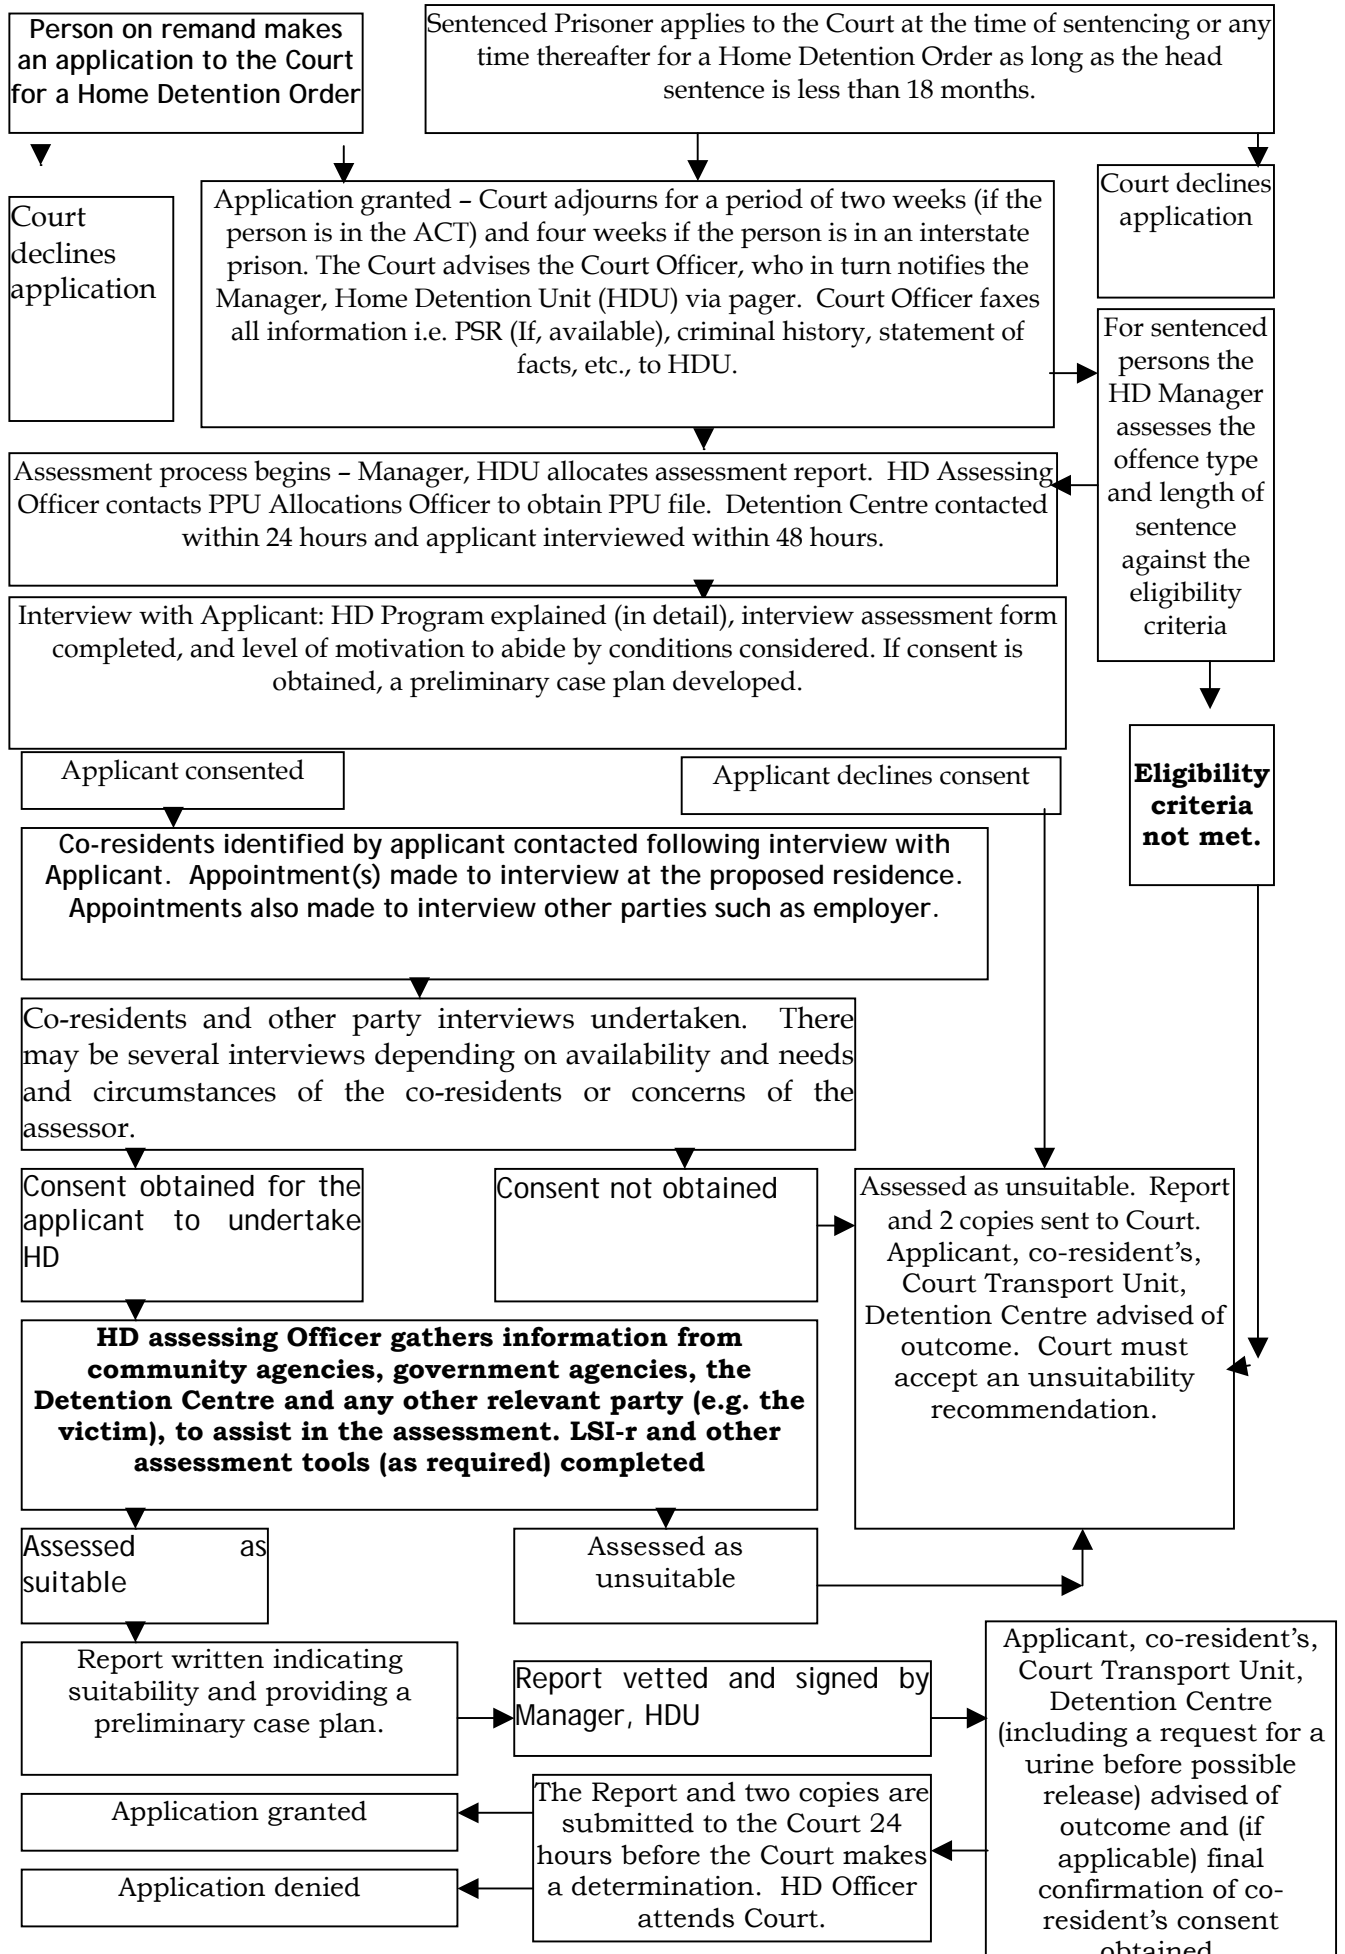 Person on remand makes
an application to the Court
for a Home Detention Order
Sentenced Prisoner applies to the Court at the time of sentencing or any
time thereafter for a Home Detention Order as long as the head
sentence is less than 18 months.
Court
declines
application
Application granted – Court adjourns for a period of two weeks (if the
person is in the ACT) and four weeks if the person is in an interstate
prison. The Court advises the Court Officer, who in turn notifies the
Manager, Home Detention Unit (HDU) via pager.  Court Officer faxes
all information i.e. PSR (If, available), criminal history, statement of
facts, etc., to HDU.
Court declines
application
For sentenced
persons the
HD Manager
assesses the
offence type
and length of
sentence
against the
eligibility
criteria
Assessment process begins – Manager, HDU allocates assessment report.  HD Assessing
Officer contacts PPU Allocations Officer to obtain PPU file.  Detention Centre contacted
within 24 hours and applicant interviewed within 48 hours.
Interview with Applicant: HD Program explained (in detail), interview assessment form
completed, and level of motivation to abide by conditions considered. If consent is
obtained, a preliminary case plan developed.
Applicant consented
Applicant declines consent
Eligibility
criteria
not met.
Co-residents identified by applicant contacted following interview with
Applicant.  Appointment(s) made to interview at the proposed residence.
Appointments also made to interview other parties such as employer.
Co-residents and other party interviews undertaken.  There
may be several interviews depending on availability and needs
and circumstances of the co-residents or concerns of the
assessor.
Consent obtained for the
applicant to undertake
HD
Consent not obtained
Assessed as unsuitable.  Report
and 2 copies sent to Court.
Applicant, co-resident’s,
Court Transport Unit,
Detention Centre advised of
outcome.  Court must
accept an unsuitability
recommendation.
HD assessing Officer gathers information from
community agencies, government agencies, the
Detention Centre and any other relevant party (e.g. the
victim), to assist in the assessment. LSI-r and other
assessment tools (as required) completed
Assessed as
suitable
Assessed as
unsuitable
Report written indicating
suitability and providing a
preliminary case plan.
Report vetted and signed by
Manager, HDU
Applicant, co-resident’s,
Court Transport Unit,
Detention Centre
(including a request for a
urine before possible
release) advised of
outcome and (if
applicable) final
confirmation of co-
resident’s consent
obtained
The Report and two copies are
submitted to the Court 24
hours before the Court makes
a determination.  HD Officer
attends Court.
Application granted
Application denied